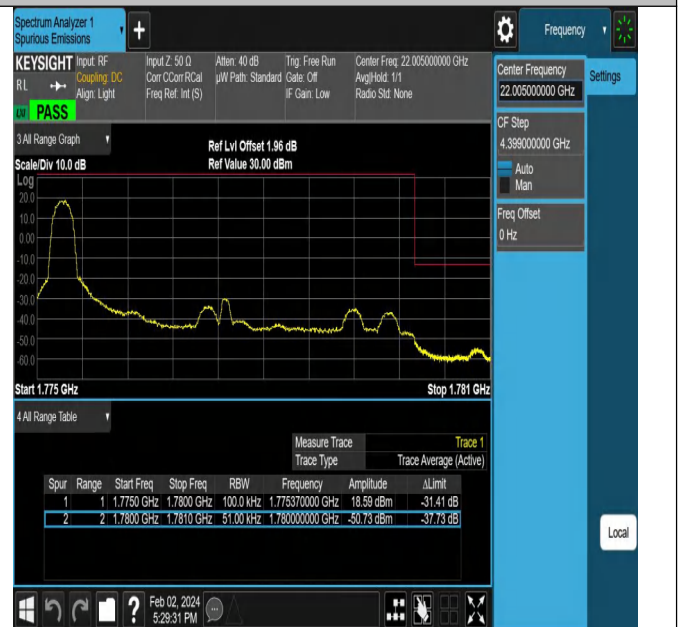 Spectrum Analyzer 1
Spurious Emissions
+
Frequency
KEYSIGHT
RL
Input: RF
Coupling: DC
Align: Light
Input Z: 50 Ω
Corr CCorr RCal
Freq Ref: Int (S)
Atten: 40 dB
µW Path: Standard
Trig: Free Run
Gate: Off
IF Gain: Low
Center Freq: 22.005000000 GHz
Avg|Hold: 1/1
Radio Std: None
LXI PASS
Center Frequency
22.005000000 GHz
Settings
CF Step
4.399000000 GHz
Auto
Man
Freq Offset
0 Hz
3 All Range Graph
Ref Lvl Offset 1.96 dB
Scale/Div 10.0 dB
Ref Value 30.00 dBm
Log
20.0
10.0
0.00
-10.0
-20.0
-30.0
-40.0
-50.0
-60.0
Start 1.775 GHz
Stop 1.781 GHz
4 All Range Table
Measure Trace Trace 1
Trace Type Trace Average (Active)
Spur Range Start Freq Stop Freq RBW Frequency Amplitude ΔLimit
1 1 1.7750 GHz 1.7800 GHz 100.0 kHz 1.775370000 GHz 18.59 dBm -31.41 dB
2 2 1.7800 GHz 1.7810 GHz 51.00 kHz 1.780000000 GHz -50.73 dBm -37.73 dB
Local
?
Feb 02, 2024
5:29:31 PM